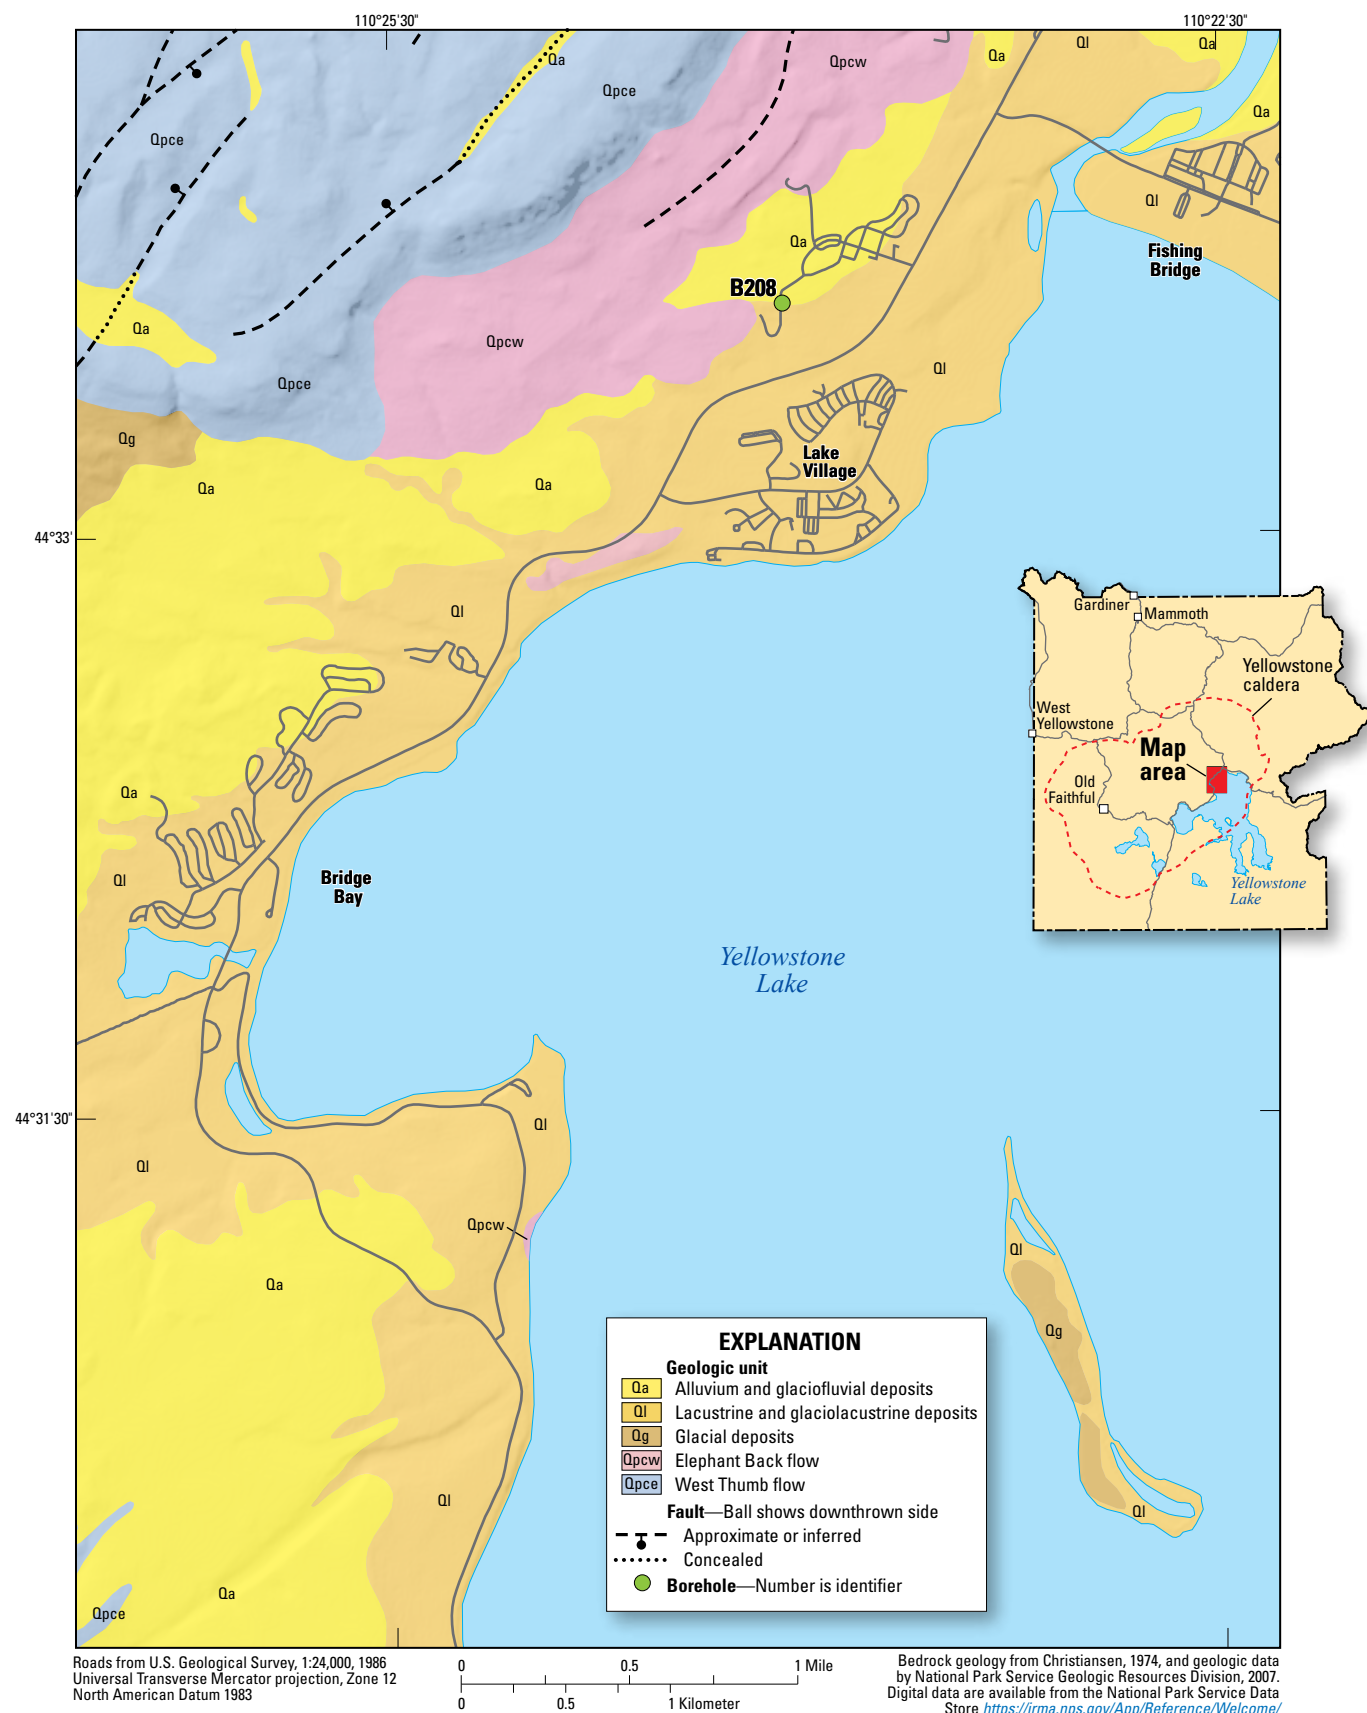 110°25'30"
110°22'30"
Qa
Qpce
Qpcw
Qa
Ql
Qa
Qa
Qpce
Ql
Fishing
Bridge
Qa
B208
Qa
Qpcw
Qpce
Ql
Qg
Lake
Village
Qa
Qa
44°33'
Ql
Gardiner
Mammoth
Yellowstone
caldera
West
Yellowstone
Map
area
Old
Faithful
Yellowstone
Lake
Qa
Ql
Bridge
Bay
Yellowstone
Lake
44°31'30"
Ql
Ql
Qpcw
Ql
Qa
Qg
EXPLANATION
Geologic unit
Qa Alluvium and glaciofluvial deposits
Ql Lacustrine and glaciolacustrine deposits
Qg Glacial deposits
Qpcw Elephant Back flow
Qpce West Thumb flow
Fault—Ball shows downthrown side
Approximate or inferred
Concealed
Borehole—Number is identifier
Ql
Ql
Qa
Qpce
Roads from U.S. Geological Survey, 1:24,000, 1986
Universal Transverse Mercator projection, Zone 12
North American Datum 1983
0 0.5 1 Mile
0 0.5 1 Kilometer
Bedrock geology from Christiansen, 1974, and geologic data
by National Park Service Geologic Resources Division, 2007.
Digital data are available from the National Park Service Data
Store https://irma.nps.gov/App/Reference/Welcome/